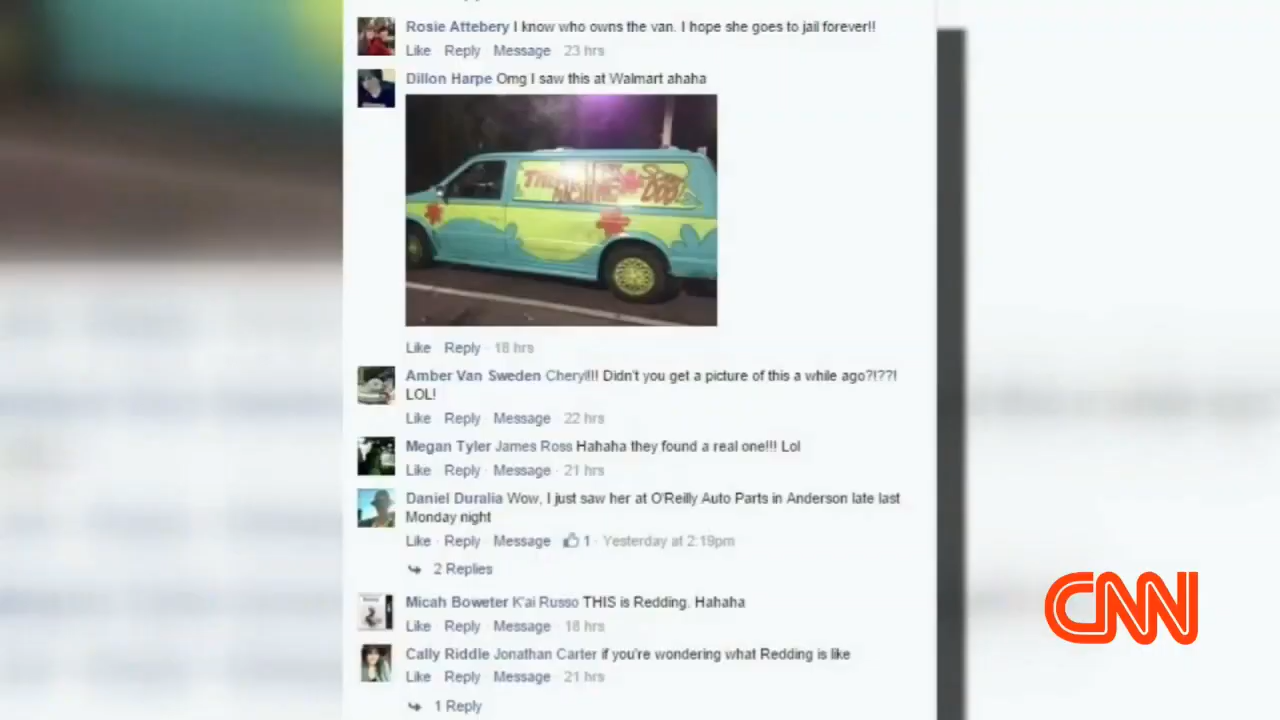 Rosie Attebery I know who owns the van. I hope she goes to jail forever!!
Like Reply Message 23 hrs
Dillon Harpe Omg I saw this at Walmart ahaha
THE
MACHINE
Like Reply · 18 hrs
Amber Van Sweden Cheryl!!! Didn't you get a picture of this a while ago?!??!
LOL!
Like · Reply · Message · 22 hrs
Megan Tyler James Ross Hahaha they found a real one!!! Lol
Like · Reply · Message · 21 hrs
Daniel Duralia Wow, I just saw her at O'Reilly Auto Parts in Anderson late last
Monday night
Like · Reply · Message · 1 · Yesterday at 2:19pm
2 Replies
Micah Boweter K'ai Russo THIS is Redding. Hahaha
Like · Reply · Message · 18 hrs
Cally Riddle Jonathan Carter if you're wondering what Redding is like
Like · Reply · Message · 21 hrs
1 Reply
CNN